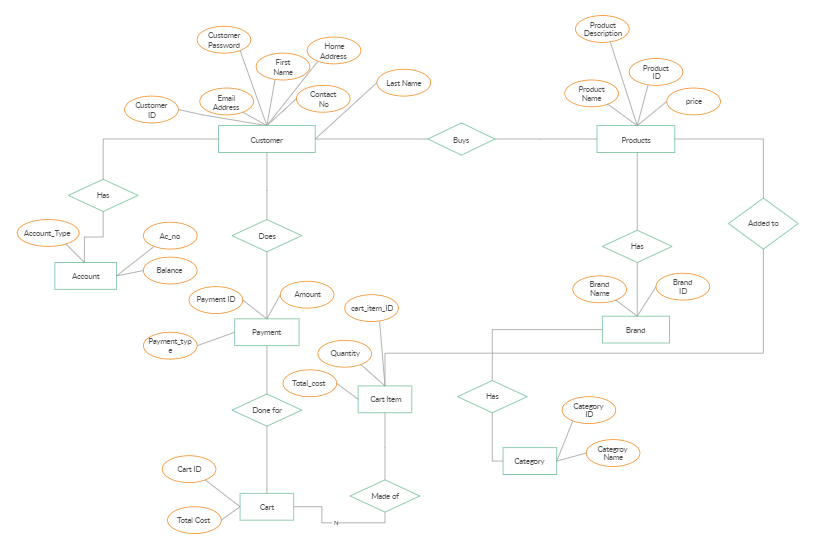 Product
Description
Customer
Password
Home
Address
First
Name
Product
ID
Last Name
Product
Name
Email
Address
Contact
No
price
Customer
ID
Customer
Buys
Products
Has
Added to
Account_Type
Ac_no
Does
Has
Account
Balance
Brand
Name
Brand
ID
Payment ID
Amount
cart_item_ID
Payment
Brand
Payment_typ
e
Quantity
Total_cost
Cart Item
Has
Done for
Category
ID
Categroy
Name
Category
Cart ID
Made of
Cart
Total Cost
N